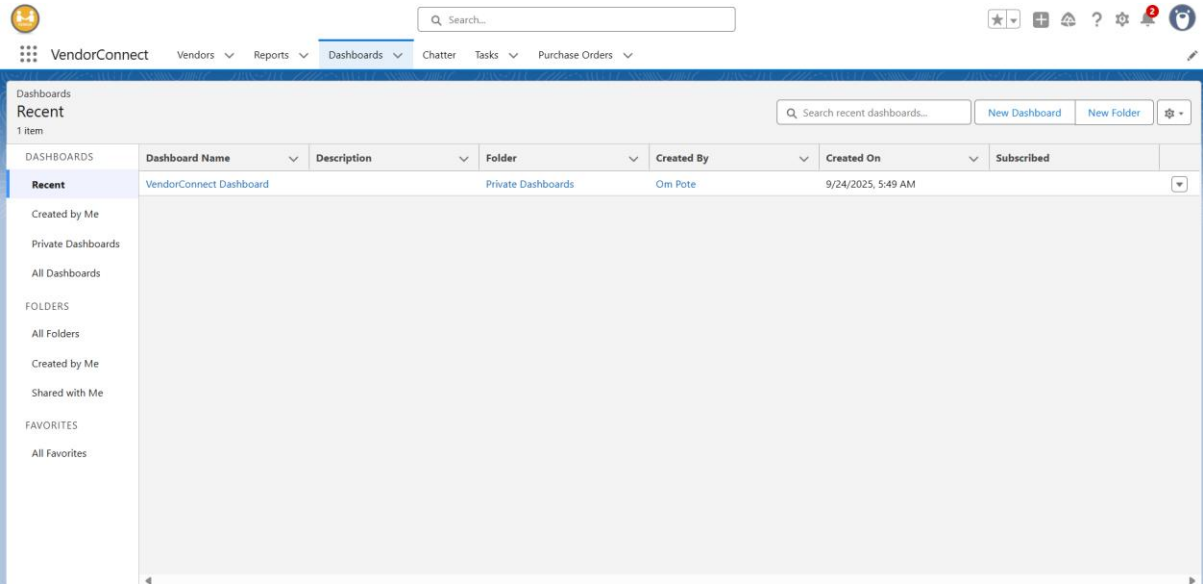 Search...
2
VendorConnect Vendors Reports Dashboards Chatter Tasks Purchase Orders
Dashboards
Recent
1 item
Search recent dashboards... New Dashboard New Folder
DASHBOARDS Dashboard Name Description Folder Created By Created On Subscribed
Recent VendorConnect Dashboard Private Dashboards Om Pote 9/24/2025, 5:49 AM
Created by Me
Private Dashboards
All Dashboards
FOLDERS
All Folders
Created by Me
Shared with Me
FAVORITES
All Favorites